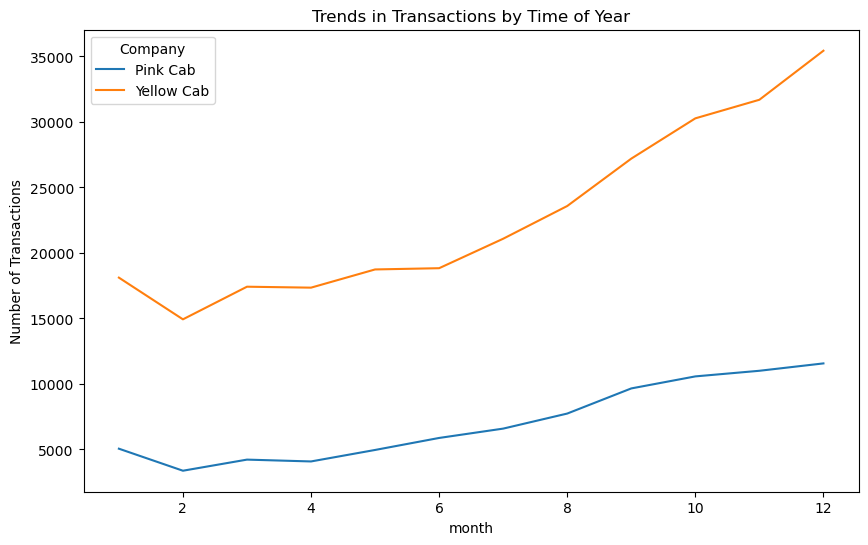 Trends in Transactions by Time of Year
Company
Pink Cab
Yellow Cab
35000
30000
25000
20000
15000
10000
5000
Number of Transactions
2 4 6 8 10 12
month